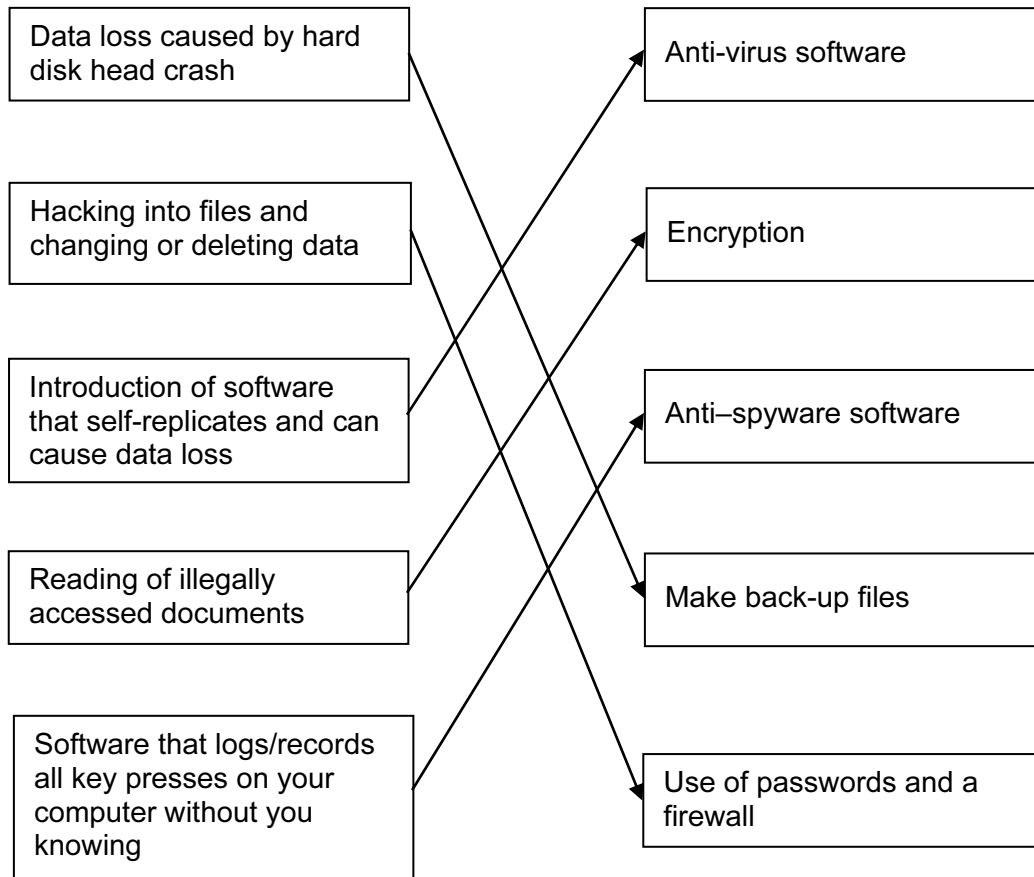 Data loss caused by hard
disk head crash
Anti-virus software
Hacking into files and
changing or deleting data
Encryption
Introduction of software
that self-replicates and can
cause data loss
Anti–spyware software
Reading of illegally
accessed documents
Make back-up files
Software that logs/records
all key presses on your
computer without you
knowing
Use of passwords and a
firewall